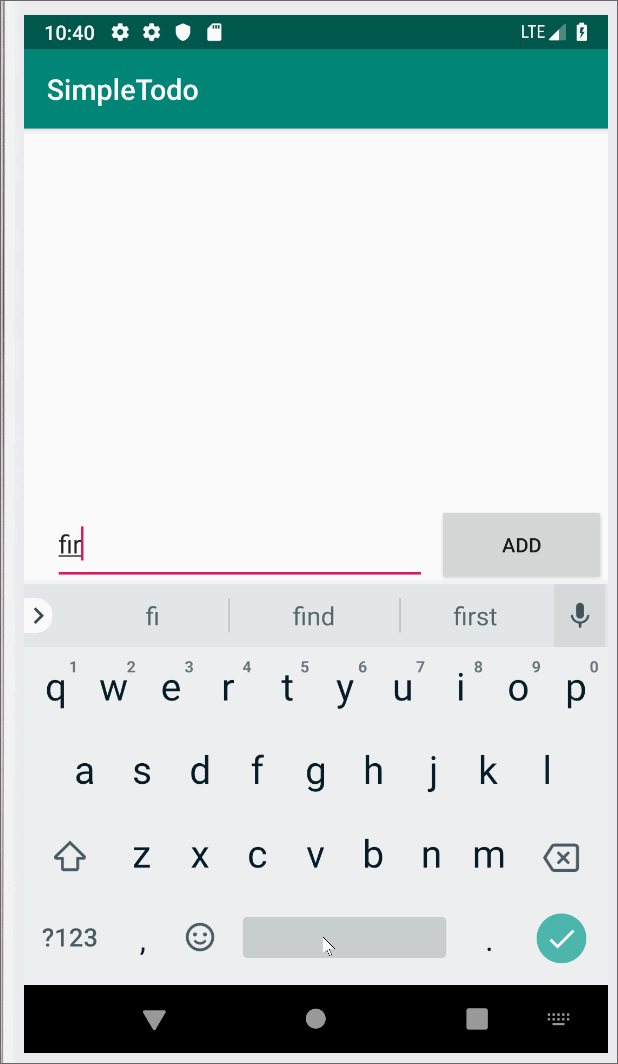 10:40 LTE
SimpleTodo
fir ADD
fi find first
1 2 3 4 5 6 7 8 9 0
q w e r t y u i o p
a s d f g h j k l
z x c v b n m
?123 , .